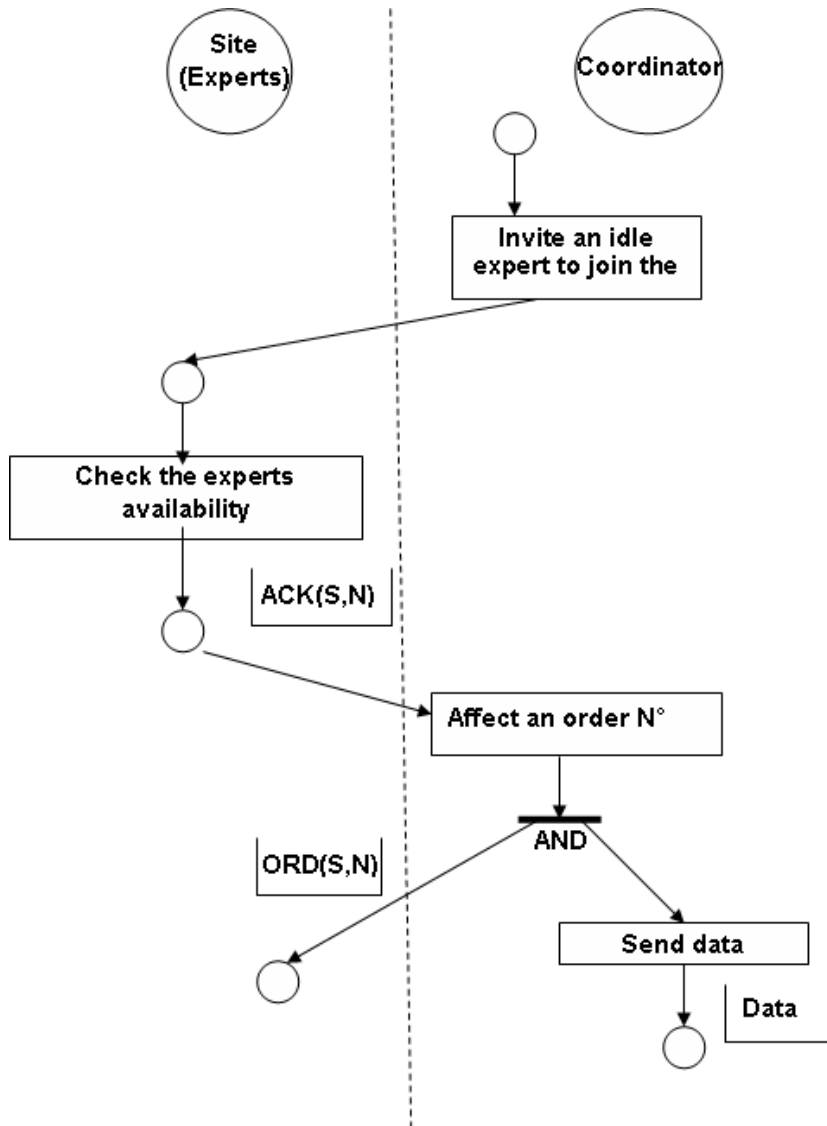 Site
(Experts)
Coordinator
Invite an idle
expert to join the
Check the experts
availability
ACK(S,N)
Affect an order N°
AND
ORD(S,N)
Send data
Data